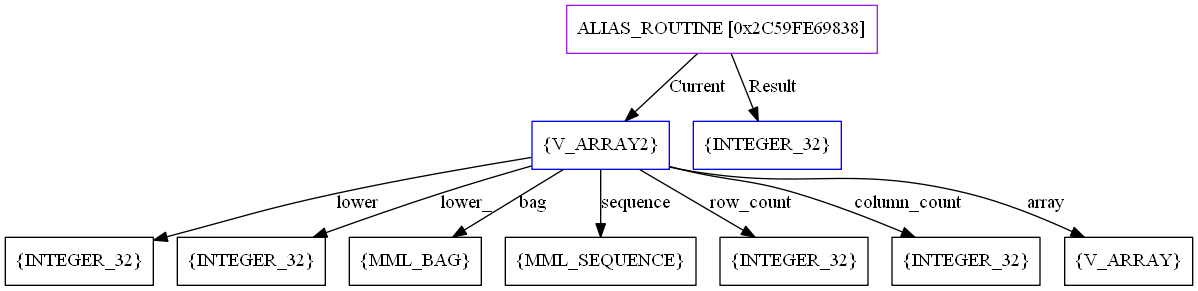 ALIAS_ROUTINE [0x2C59FE69838]
Current
Result
{V_ARRAY2}
{INTEGER_32}
lower
lower_
bag
sequence
row_count
column_count
array
{INTEGER_32}
{INTEGER_32}
{MML_BAG}
{MML_SEQUENCE}
{INTEGER_32}
{INTEGER_32}
{V_ARRAY}